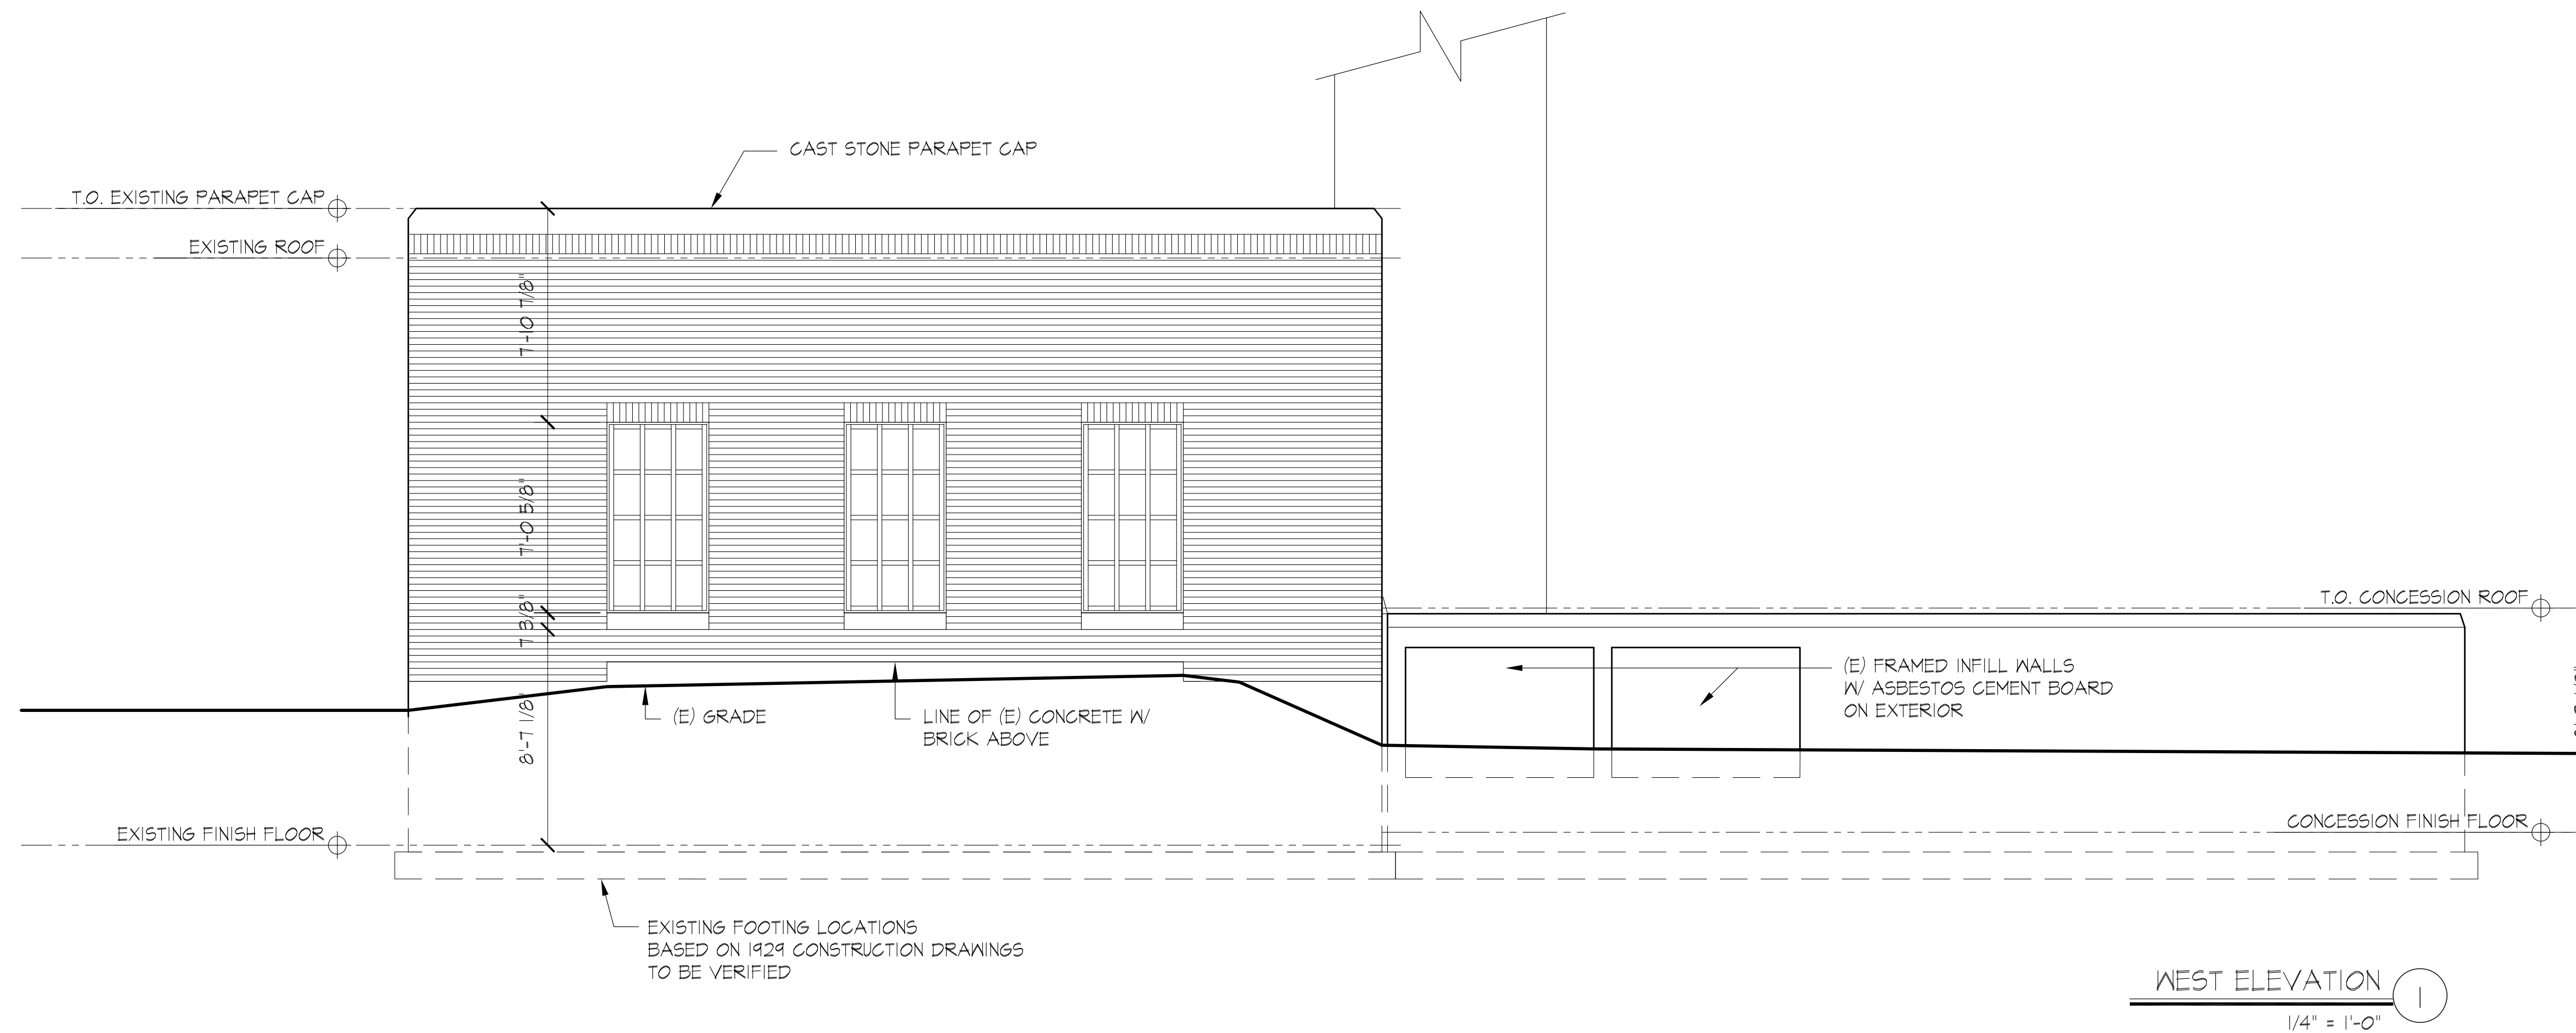 CAST STONE PARAPET CAP
T.O. EXISTING PARAPET CAP
EXISTING ROOF
7'-10 7/8"
7'-0 5/8"
7 3/8"
8'-7 1/8"
T.O. CONCESSION ROOF
(E) FRAMED INFILL WALLS
W/ ASBESTOS CEMENT BOARD
ON EXTERIOR
(E) GRADE
LINE OF (E) CONCRETE W/
BRICK ABOVE
EXISTING FINISH FLOOR
CONCESSION FINISH FLOOR
EXISTING FOOTING LOCATIONS
BASED ON 1929 CONSTRUCTION DRAWINGS
TO BE VERIFIED
WEST ELEVATION
1
1/4" = 1'-0"